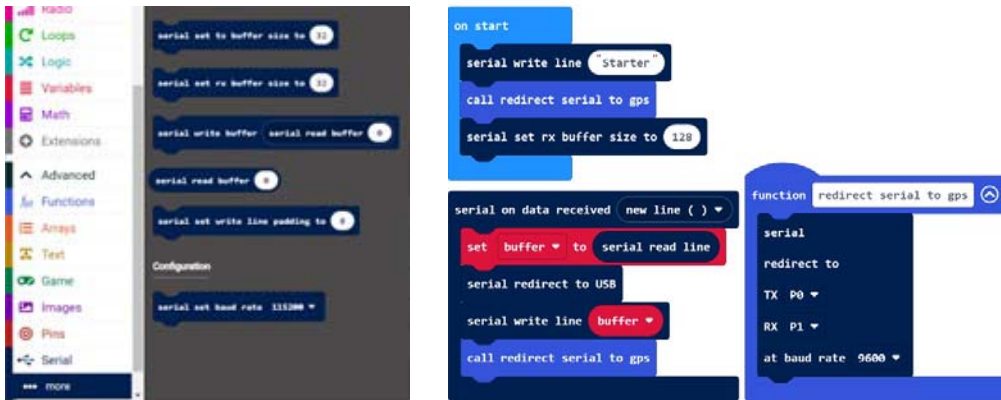 Radio
Loops
Logic
Variables
Math
Extensions
Advanced
Functions
Arrays
Text
Game
Images
Pins
Serial
more
serial set tx buffer size to 32
serial set rx buffer size to 32
serial write buffer serial read buffer 0
serial read buffer 0
serial set write line padding to 0
Configuration
serial set baud rate 115200
on start
serial write line "Starter"
call redirect serial to gps
serial set rx buffer size to 128
serial on data received new line ( )
set buffer to serial read line
serial redirect to USB
serial write line buffer
call redirect serial to gps
function redirect serial to gps
serial
redirect to
TX P0
RX P1
at baud rate 9600